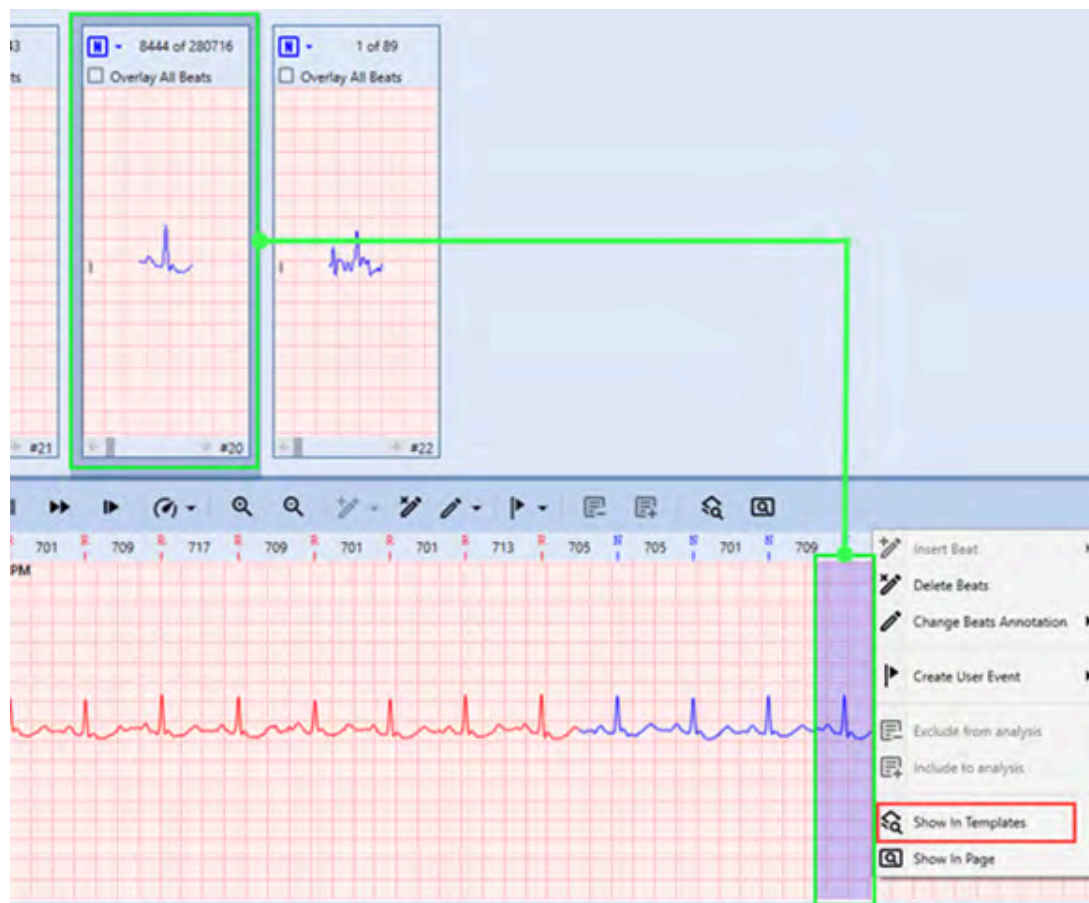 33
8444 of 280716
1 of 89
ts
Overlay All Beats
Overlay All Beats
I
I
#21
#20
#22
701 709 717 709 701 701 713 705 705 701 709
PM
Insert Beat
Delete Beats
Change Beats Annotation
Create User Event
Exclude from analysis
Include to analysis
Show In Templates
Show In Page